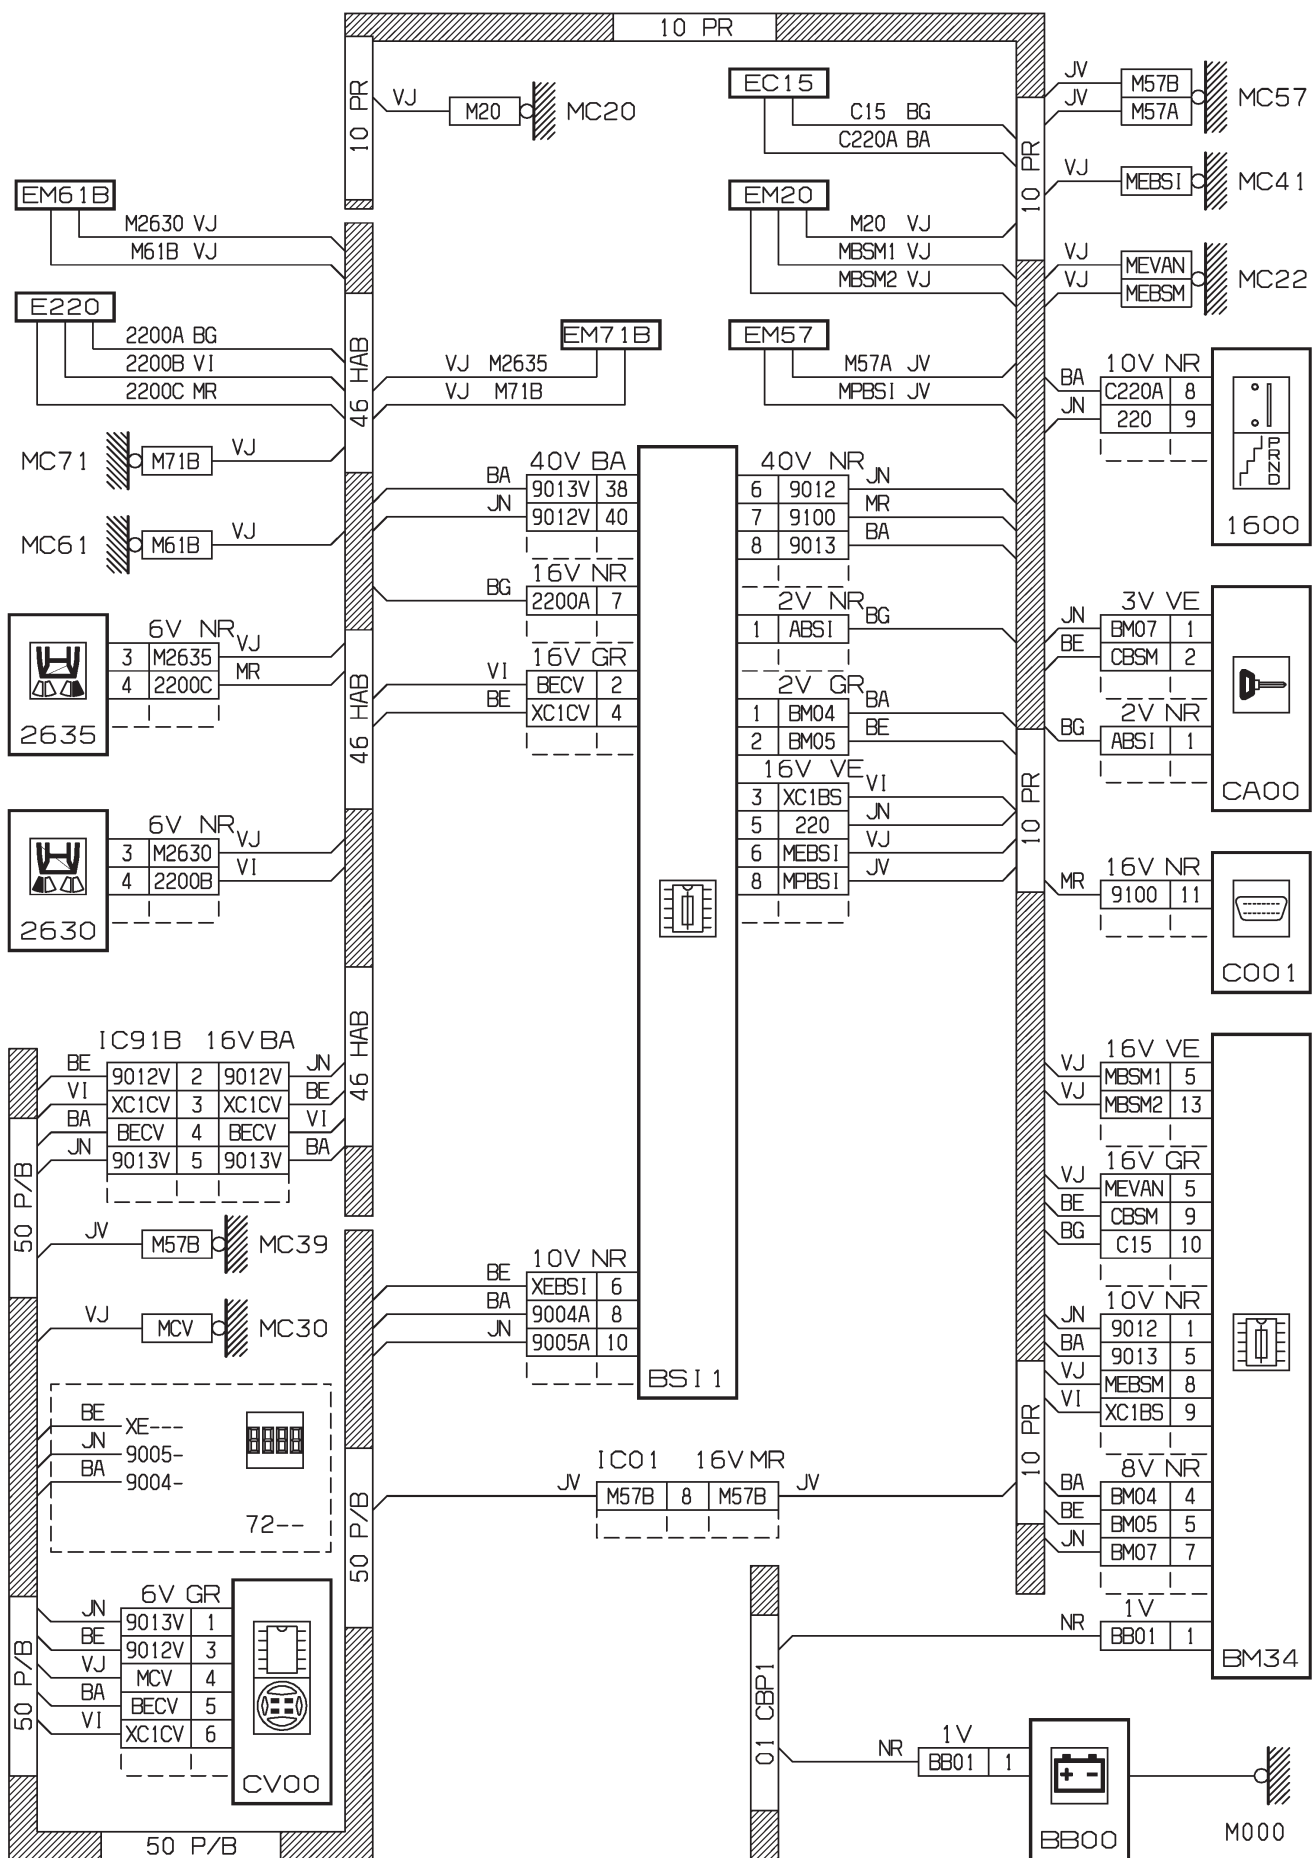 10 PR
10 PR
VJ M20 MC20
EC15
C15 BG
C220A BA
10 PR
JV M57B
JV M57A
MC57
VJ MEBSI MC41
EM61B
M2630 VJ
M61B VJ
EM20
M20 VJ
MBSM1 VJ
MBSM2 VJ
VJ MEVAN
VJ MEBSM
MC22
E220
2200A BG
2200B VI
2200C MR
46 HAB
EM71B
VJ M2635
VJ M71B
EM57
M57A JV
MPBSI JV
10V NR
BA C220A 8
JN 220 9
P
R
N
D
1600
MC71 M71B VJ
MC61 M61B VJ
40V BA
BA 9013V 38
JN 9012V 40
16V NR
BG 2200A 7
16V GR
VI BECV 2
BE XC1CV 4
40V NR
6 9012 JN
7 9100 MR
8 9013 BA
2V NR
1 ABSI BG
2V GR
1 BM04 BA
2 BM05 BE
16V VE
3 XC1BS VI
5 220 JN
6 MEBSI VJ
8 MPBSI JV
3V VE
JN BM07 1
BE CBSM 2
2V NR
BG ABSI 1
CA00
10 PR
6V NR
3 M2635 VJ
4 2200C MR
2635
46 HAB
6V NR
3 M2630 VJ
4 2200B VI
2630
16V NR
MR 9100 11
C001
46 HAB
IC91B 16V BA
BE 9012V 2 9012V JN
VI XC1CV 3 XC1CV BE
BA BECV 4 BECV VI
JN 9013V 5 9013V BA
50 P/B
JV M57B MC39
VJ MCV MC30
10V NR
BE XEBSI 6
BA 9004A 8
JN 9005A 10
BSI1
16V VE
VJ MBSM1 5
VJ MBSM2 13
16V GR
VJ MEVAN 5
BE CBSM 9
BG C15 10
10V NR
JN 9012 1
BA 9013 5
VJ MEBSM 8
VI XC1BS 9
10 PR
8V NR
BA BM04 4
BE BM05 5
JN BM07 7
1V
NR BB01 1
BM34
BE XE---
JN 9005-
BA 9004-
72--
50 P/B
IC01 16V MR
JV M57B 8 M57B JV
6V GR
JN 9013V 1
BE 9012V 3
VJ MCV 4
BA BECV 5
VI XC1CV 6
CV00
50 P/B
01 CBP1
1V
NR BB01 1
+ -
BB00
M000
50 P/B